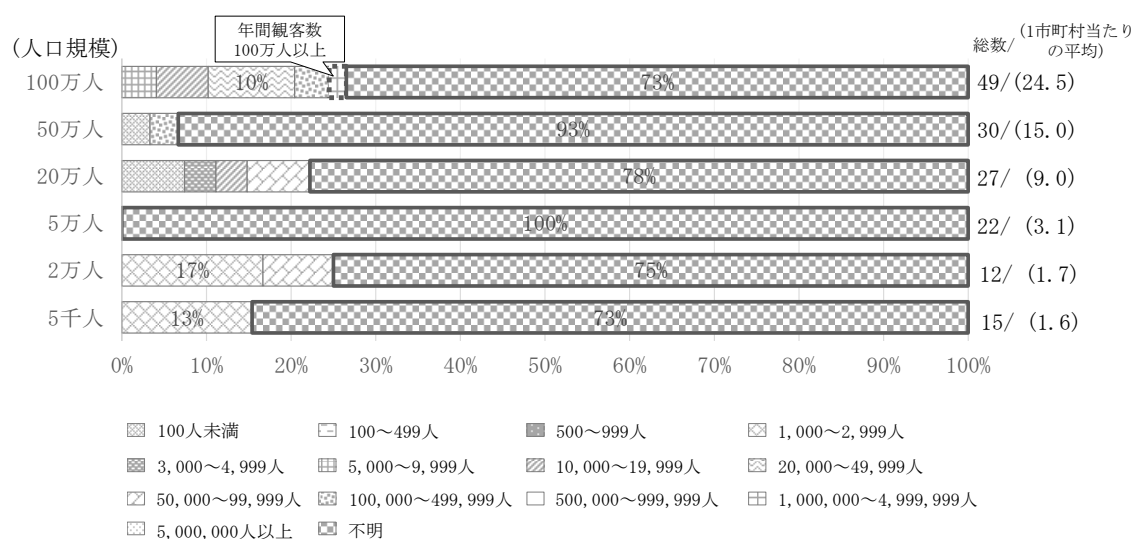 年間観客数
100万人以上
(人口規模)
総数/(1市町村当たり
の平均)
100万人 10% 73% 49/(24.5)
50万人 93% 30/(15.0)
20万人 78% 27/ (9.0)
5万人 100% 22/ (3.1)
2万人 17% 75% 12/ (1.7)
5千人 13% 73% 15/ (1.6)
0% 10% 20% 30% 40% 50% 60% 70% 80% 90% 100%
100人未満 100～499人 500～999人 1,000～2,999人
3,000～4,999人 5,000～9,999人 10,000～19,999人 20,000～49,999人
50,000～99,999人 100,000～499,999人 500,000～999,999人 1,000,000～4,999,999人
5,000,000人以上 不明